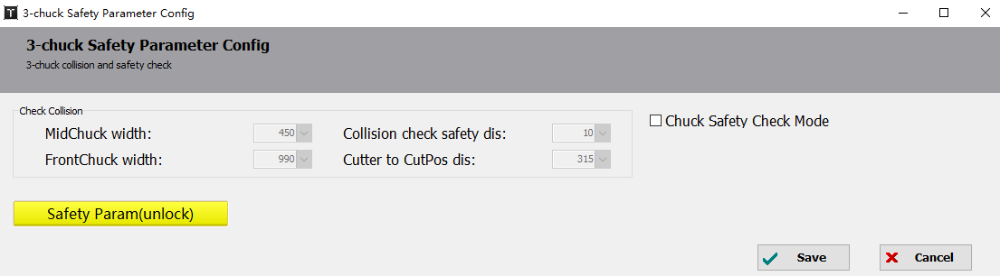 3-chuck Safety Parameter Config
3-chuck Safety Parameter Config
3-chuck collision and safety check
Check Collision
MidChuck width: 450 Collision check safety dis: 10
Chuck Safety Check Mode
FrontChuck width: 990 Cutter to CutPos dis: 315
Safety Param(unlock)
Save Cancel